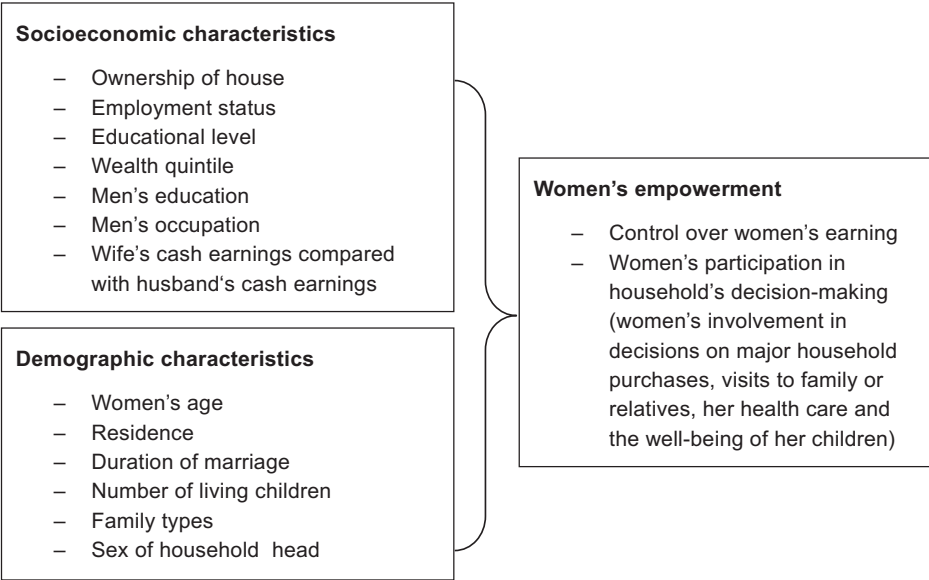 Socioeconomic characteristics
– Ownership of house
– Employment status
– Educational level
– Wealth quintile
– Men’s education
– Men’s occupation
– Wife’s cash earnings compared
with husband‘s cash earnings
Demographic characteristics
– Women’s age
– Residence
– Duration of marriage
– Number of living children
– Family types
– Sex of household head
Women’s empowerment
– Control over women’s earning
– Women’s participation in
household’s decision-making
(women’s involvement in
decisions on major household
purchases, visits to family or
relatives, her health care and
the well-being of her children)